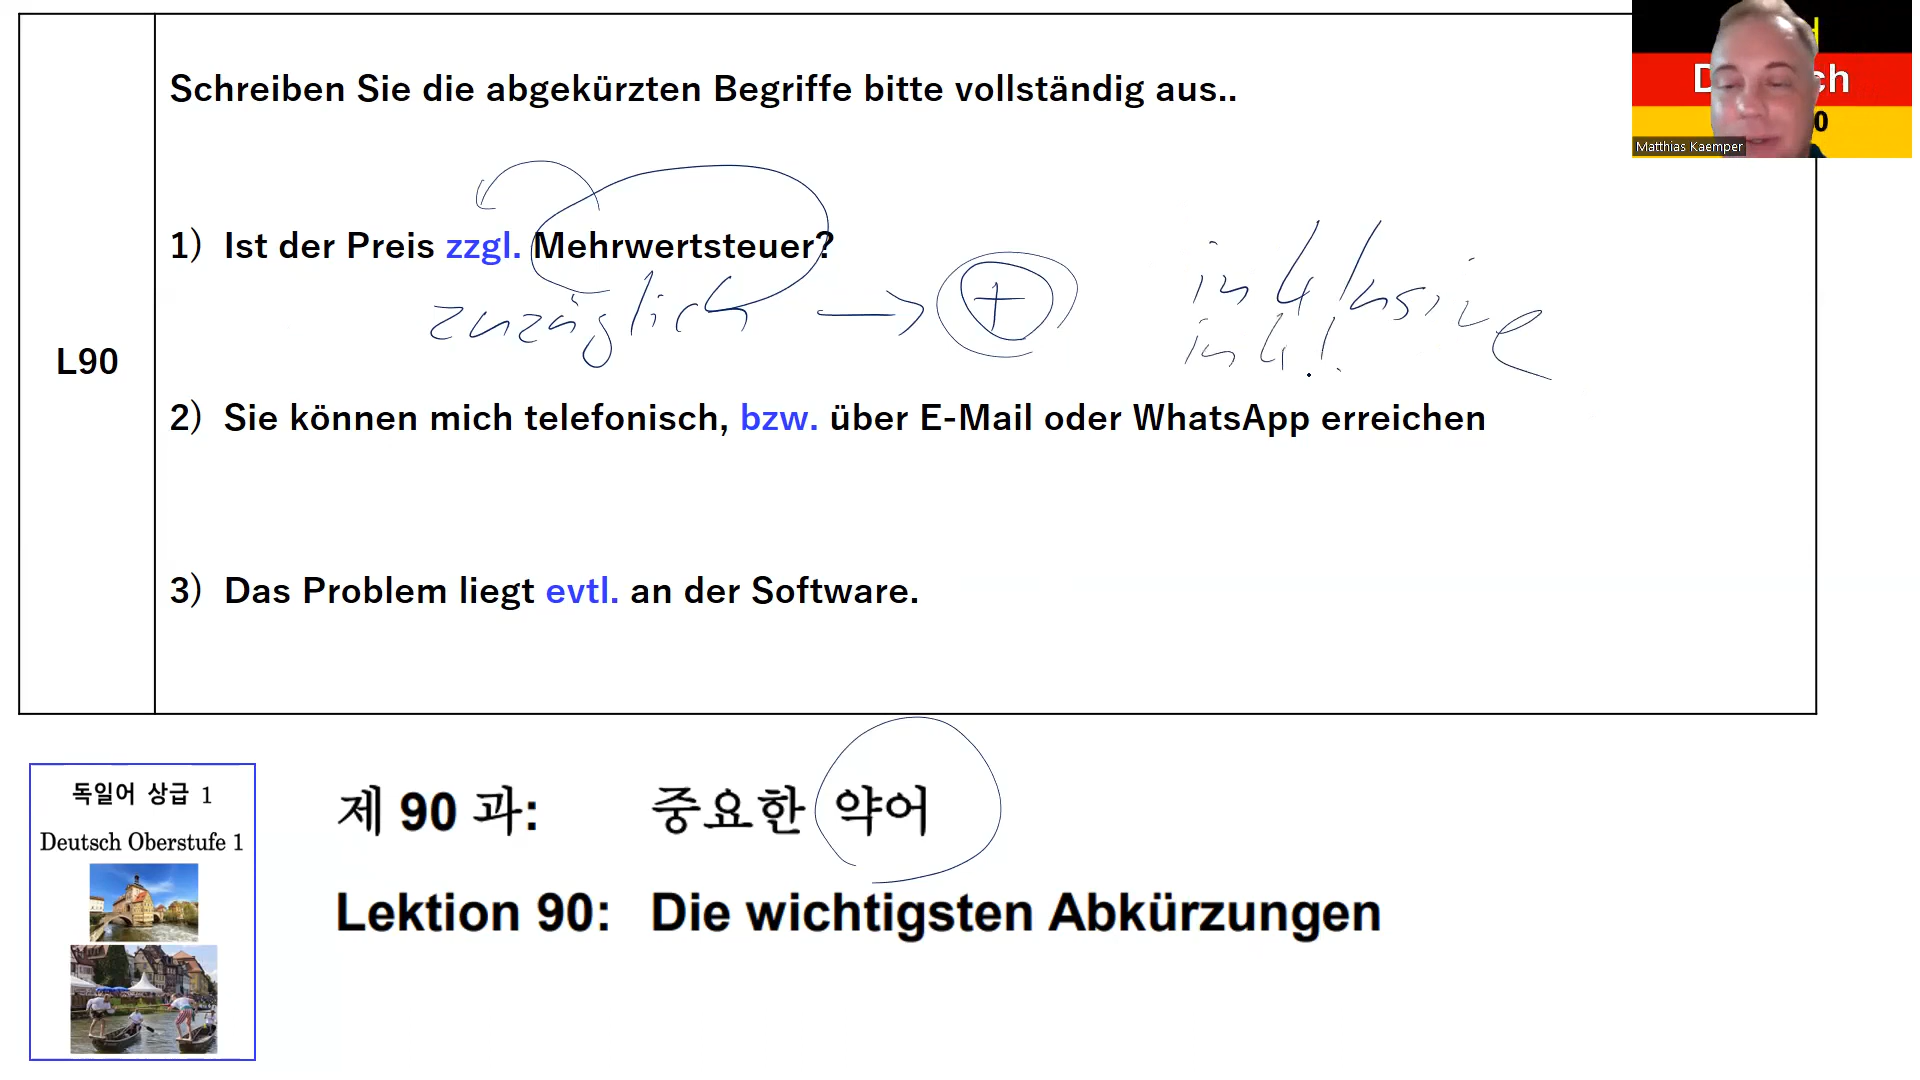 Schreiben Sie die abgekürzten Begriffe bitte vollständig aus..
Matthias Kaemper
1) Ist der Preis zzgl. Mehrwertsteuer?
zuzüglich → +
inklusive
inkl.
L90
2) Sie können mich telefonisch, bzw. über E-Mail oder WhatsApp erreichen
3) Das Problem liegt evtl. an der Software.
독일어 상급 1
Deutsch Oberstufe 1
제 90 과: 중요한 약어
Lektion 90: Die wichtigsten Abkürzungen